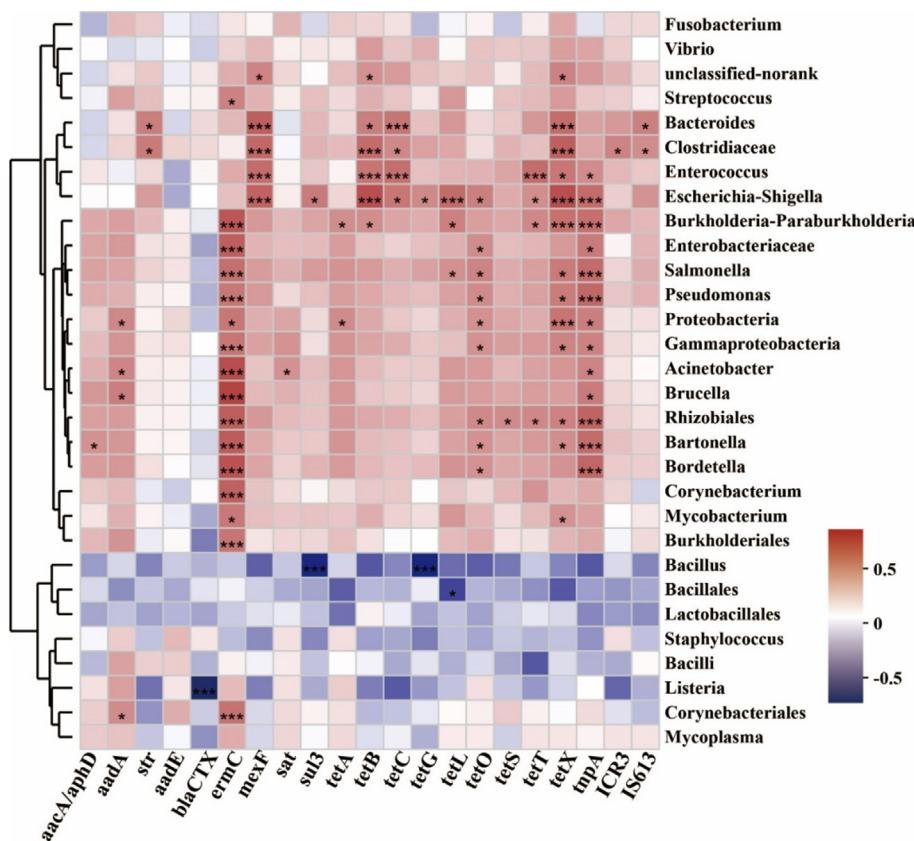 Fusobacterium
Vibrio
unclassified-norank
Streptococcus
Bacteroides
Clostridiaceae
Enterococcus
Escherichia-Shigella
Burkholderia-Paraburkholderia
Enterobacteriaceae
Salmonella
Pseudomonas
Proteobacteria
Gammaproteobacteria
Acinetobacter
Brucella
Rhizobiales
Bartonella
Bordetella
Corynebacterium
Mycobacterium
Burkholderiales
Bacillus
Bacillales
Lactobacillales
Staphylococcus
Bacilli
Listeria
Corynebacteriales
Mycoplasma
0.5
0
-0.5
aacA/aphD
aadA
str
aadE
blaCTX
ermC
mexF
sat
sul3
tetA
tetB
tetC
tetG
tetL
tetO
tetS
tetT
tetX
tnpA
ICR3
IS613